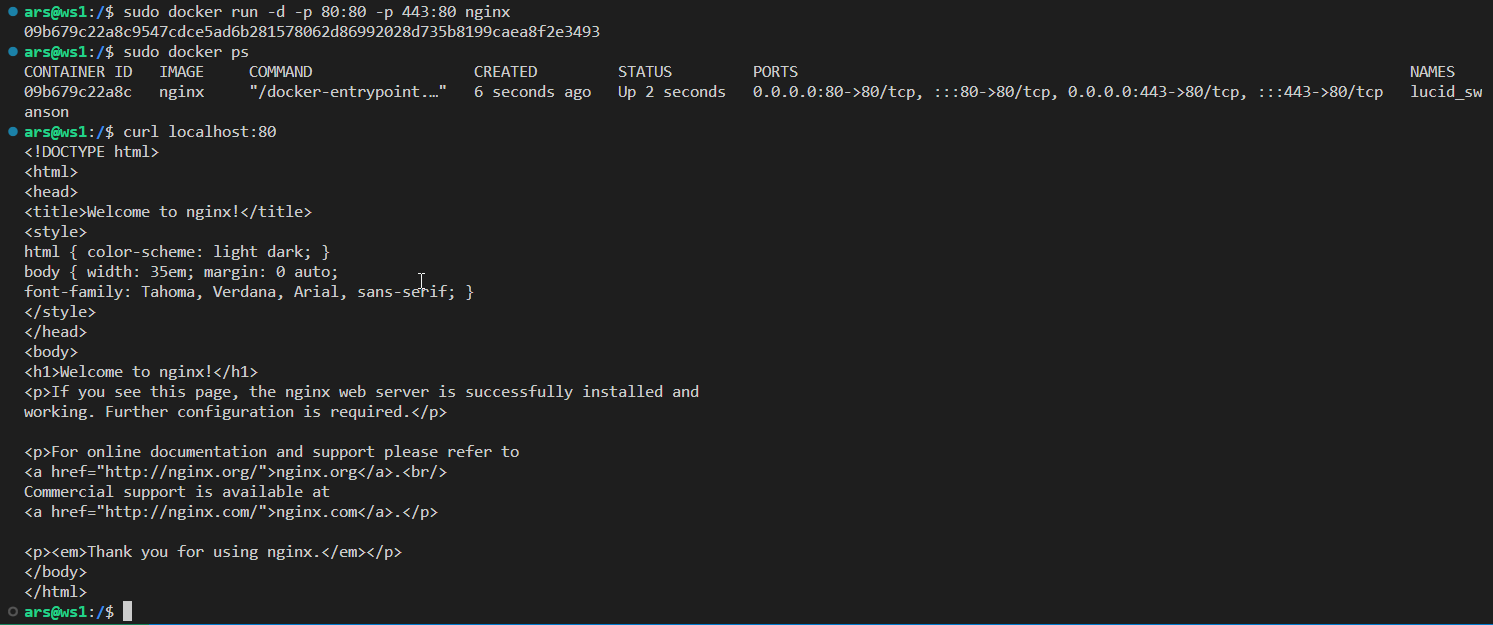 ars@ws1:/$ sudo docker run -d -p 80:80 -p 443:80 nginx
09b679c22a8c9547cdce5ad6b281578062d86992028d735b8199caea8f2e3493
ars@ws1:/$ sudo docker ps
CONTAINER ID   IMAGE     COMMAND                  CREATED         STATUS         PORTS                                                                      NAMES
09b679c22a8c   nginx     "/docker-entrypoint.…"   6 seconds ago   Up 2 seconds   0.0.0.0:80->80/tcp, :::80->80/tcp, 0.0.0.0:443->80/tcp, :::443->80/tcp   lucid_sw
anson
ars@ws1:/$ curl localhost:80
<!DOCTYPE html>
<html>
<head>
<title>Welcome to nginx!</title>
<style>
html { color-scheme: light dark; }
body { width: 35em; margin: 0 auto;
font-family: Tahoma, Verdana, Arial, sans-serif; }
</style>
</head>
<body>
<h1>Welcome to nginx!</h1>
<p>If you see this page, the nginx web server is successfully installed and
working. Further configuration is required.</p>

<p>For online documentation and support please refer to
<a href="http://nginx.org/">nginx.org</a>.<br/>
Commercial support is available at
<a href="http://nginx.com/">nginx.com</a>.</p>

<p><em>Thank you for using nginx.</em></p>
</body>
</html>
ars@ws1:/$